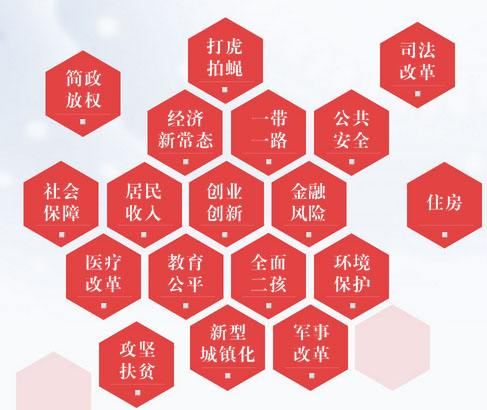 打虎
拍蝇
司法
改革
简政
放权
经济
新常态
一带
一路
公共
安全
社会
保障
居民
收入
创业
创新
金融
风险
住房
医疗
改革
教育
公平
全面
二孩
环境
保护
攻坚
扶贫
新型
城镇化
军事
改革